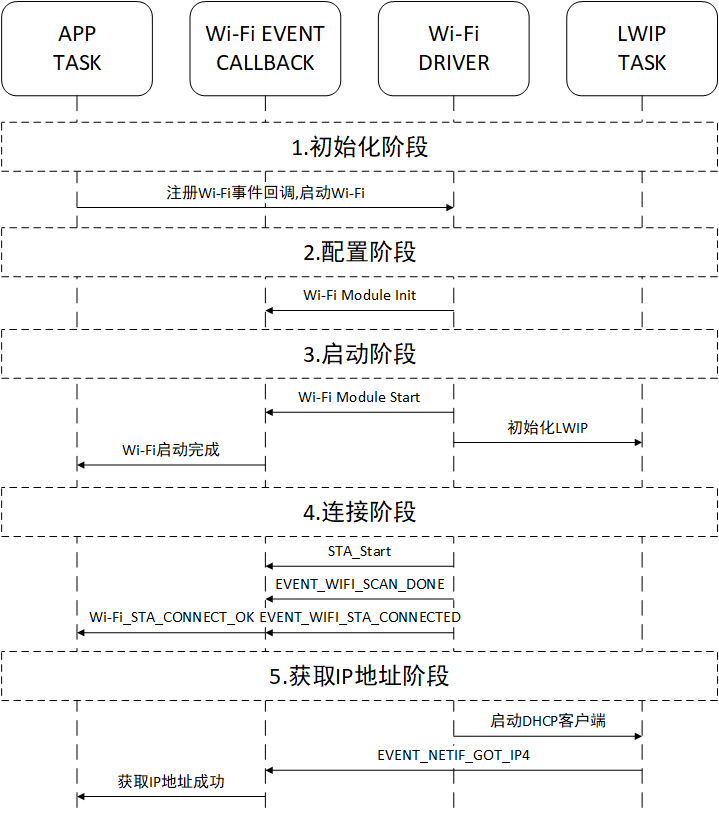 APP
TASK
Wi-Fi EVENT
CALLBACK
Wi-Fi
DRIVER
LWIP
TASK
1.初始化阶段
注册Wi-Fi事件回调,启动Wi-Fi
2.配置阶段
Wi-Fi Module Init
3.启动阶段
Wi-Fi Module Start
初始化LWIP
Wi-Fi启动完成
4.连接阶段
STA_Start
EVENT_WIFI_SCAN_DONE
Wi-Fi_STA_CONNECT_OK EVENT_WIFI_STA_CONNECTED
5.获取IP地址阶段
启动DHCP客户端
EVENT_NETIF_GOT_IP4
获取IP地址成功